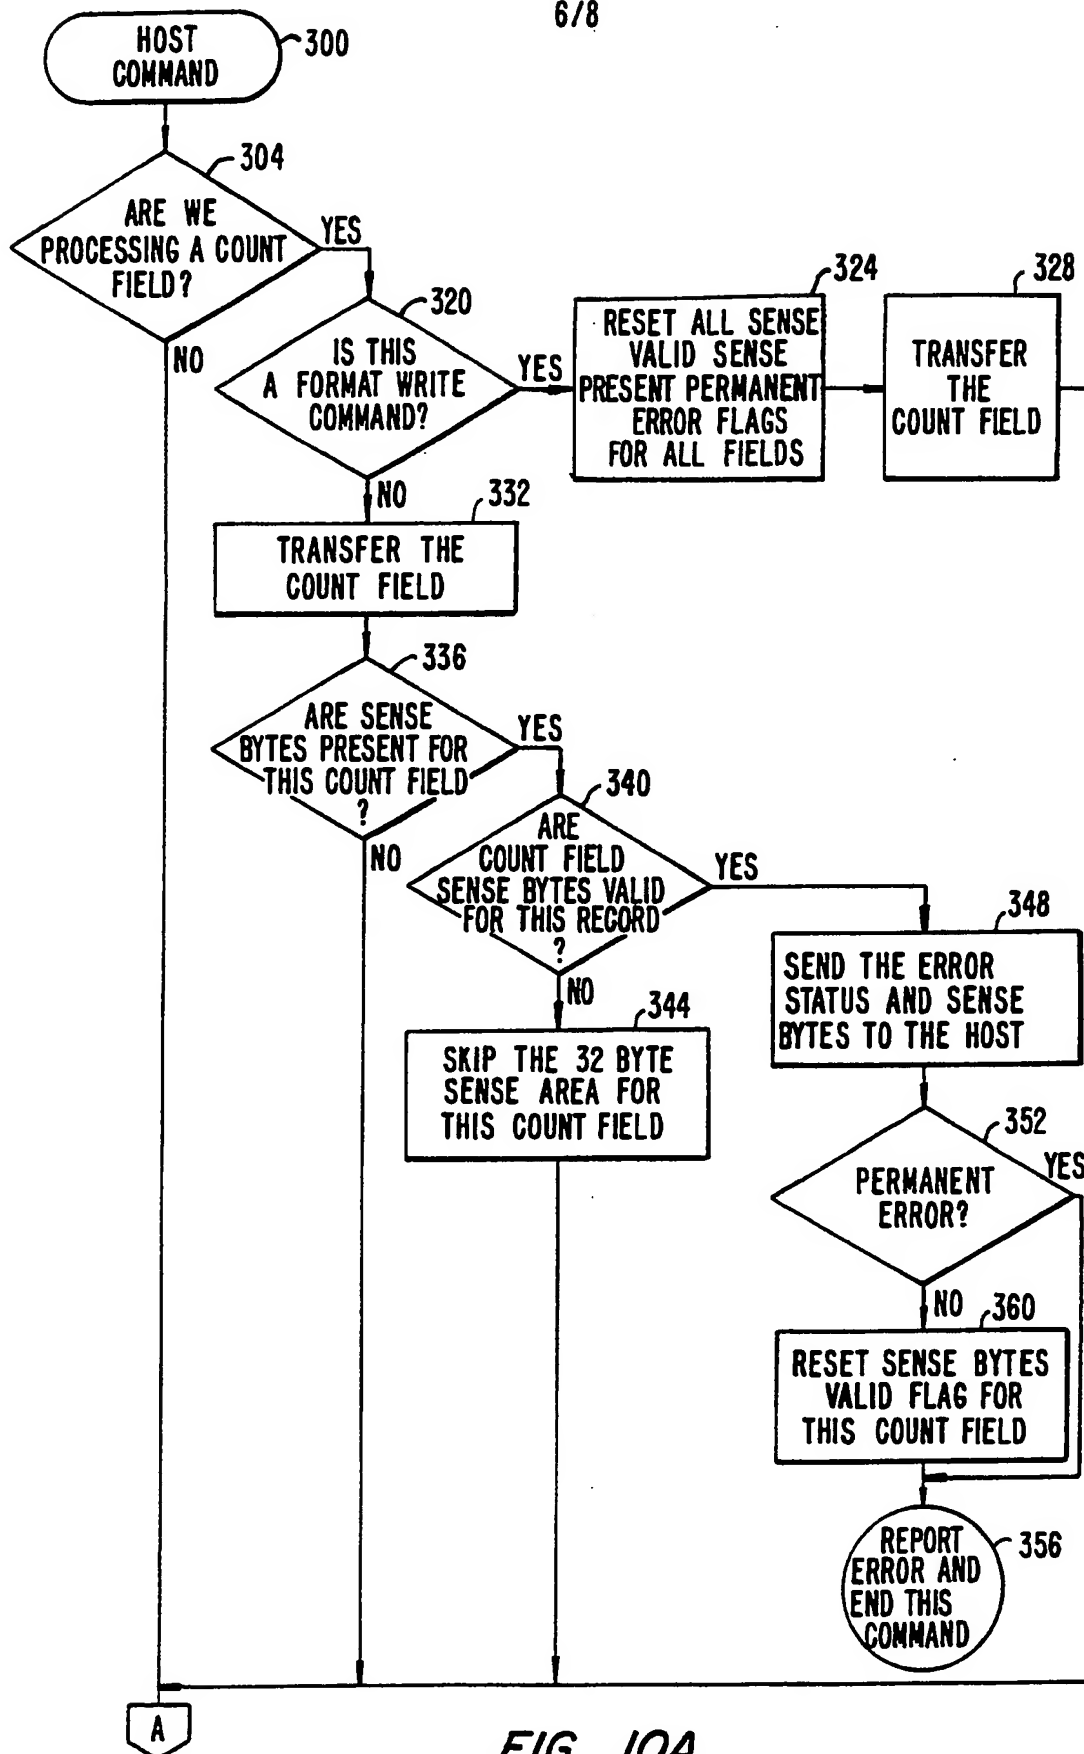 6/8
HOST
COMMAND
300
304
ARE WE
PROCESSING A COUNT
FIELD?
YES
NO
320
IS THIS
A FORMAT WRITE
COMMAND?
YES
NO
324
RESET ALL SENSE
VALID SENSE
PRESENT PERMANENT
ERROR FLAGS
FOR ALL FIELDS
328
TRANSFER
THE
COUNT FIELD
332
TRANSFER THE
COUNT FIELD
336
ARE SENSE
BYTES PRESENT FOR
THIS COUNT FIELD
?
YES
NO
340
ARE
COUNT FIELD
SENSE BYTES VALID
FOR THIS RECORD
?
YES
NO
344
SKIP THE 32 BYTE
SENSE AREA FOR
THIS COUNT FIELD
348
SEND THE ERROR
STATUS AND SENSE
BYTES TO THE HOST
352
PERMANENT
ERROR?
YES
NO
360
RESET SENSE BYTES
VALID FLAG FOR
THIS COUNT FIELD
356
REPORT
ERROR AND
END THIS
COMMAND
A
FIG. 10A